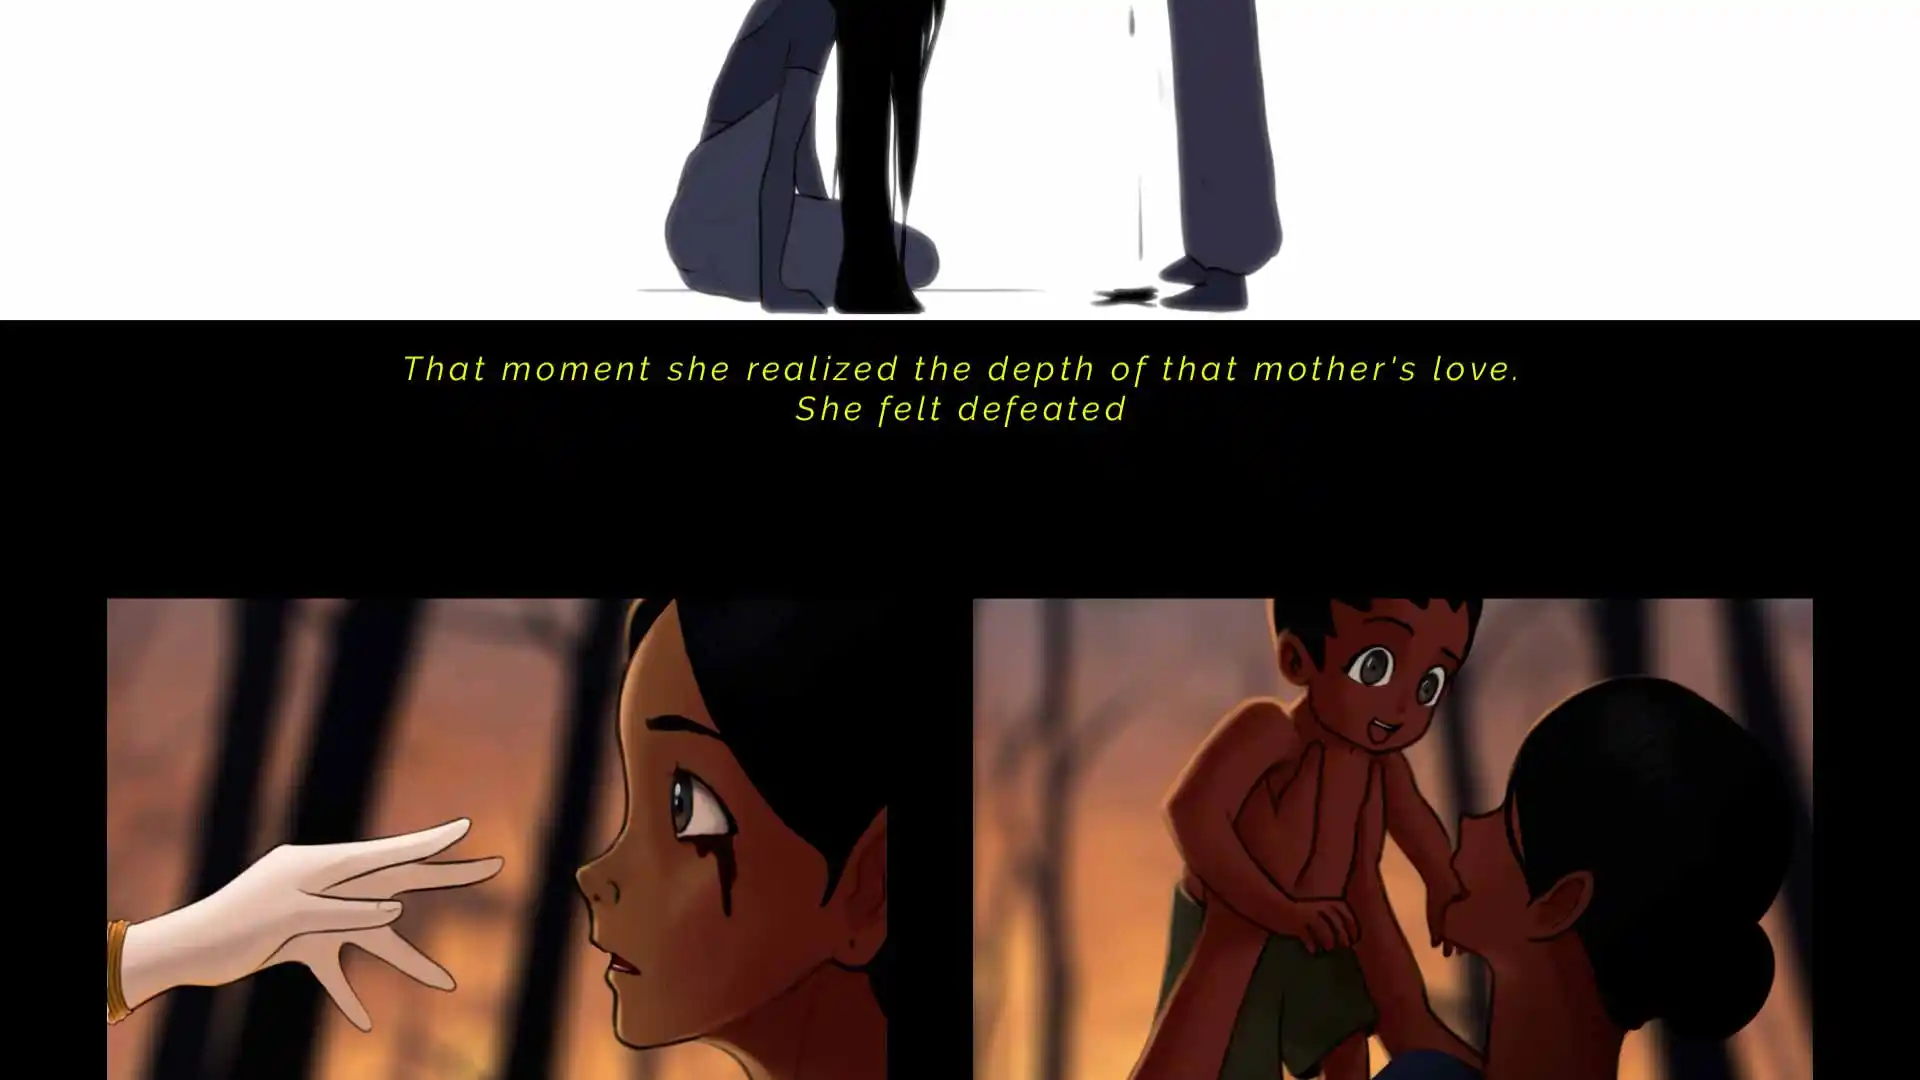 That moment she realized the depth of that mother's love.
She felt defeated